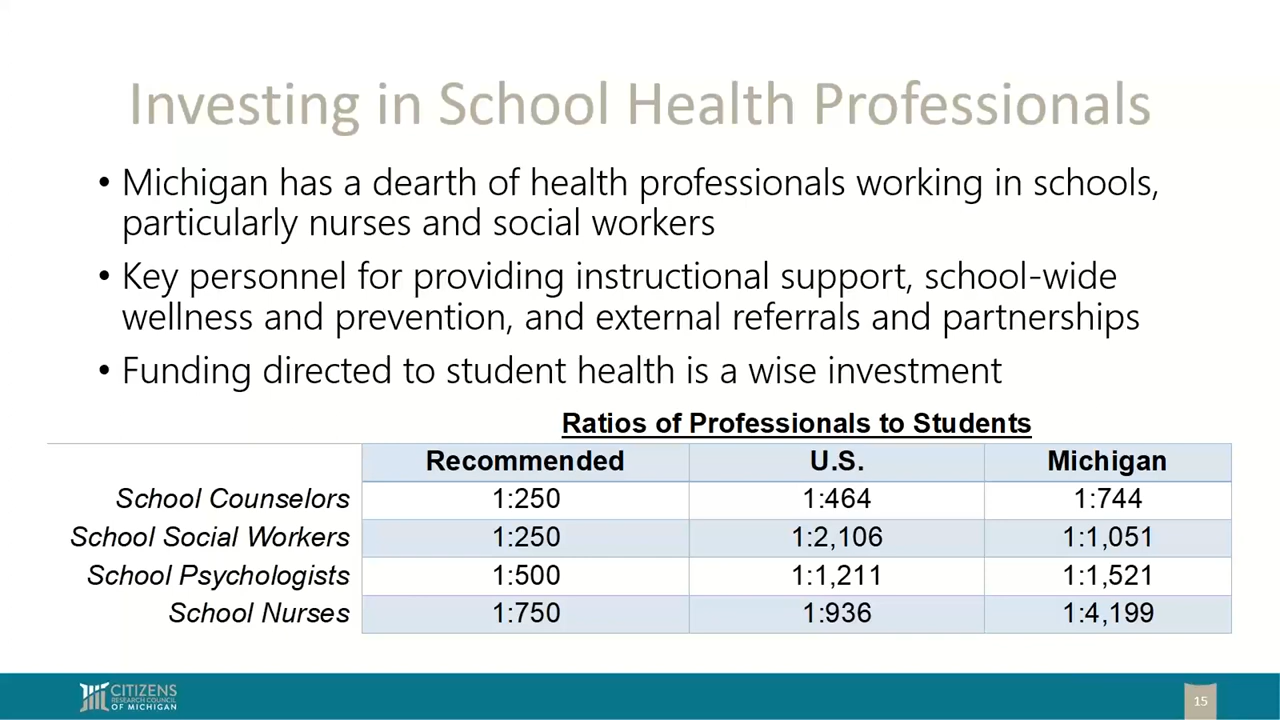 Investing in School Health Professionals
• Michigan has a dearth of health professionals working in schools,
particularly nurses and social workers
• Key personnel for providing instructional support, school-wide
wellness and prevention, and external referrals and partnerships
• Funding directed to student health is a wise investment
Ratios of Professionals to Students
Recommended U.S. Michigan
School Counselors 1:250 1:464 1:744
School Social Workers 1:250 1:2,106 1:1,051
School Psychologists 1:500 1:1,211 1:1,521
School Nurses 1:750 1:936 1:4,199
CITIZENS
RESEARCH COUNCIL
OF MICHIGAN
15